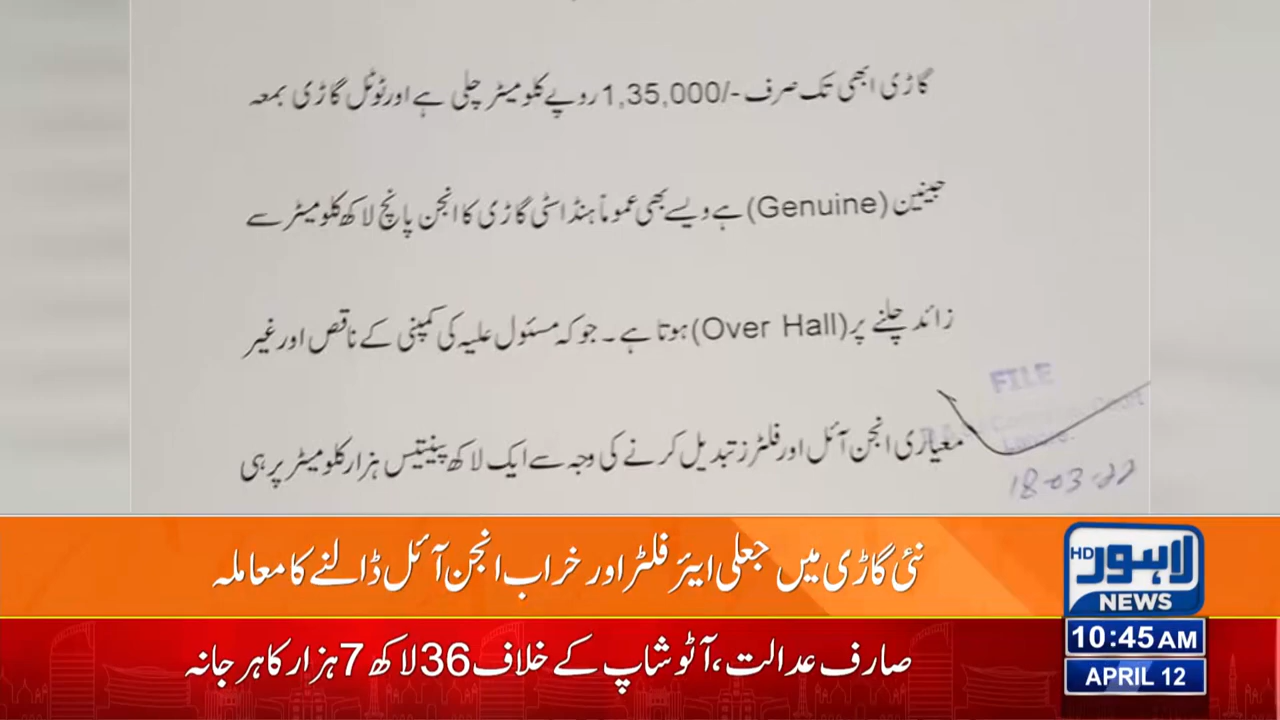 گاڑی ابھی تک صرف -/1,35,000 روپے کلومیٹر چلی ہے اور ٹوٹل گاڑی بمعہ
جینین (Genuine) ہے ویسے بھی عموماً ہنڈا سٹی گاڑی کا انجن پانچ لاکھ کلومیٹر سے
زائد چلنے پر (Over Hall) ہوتا ہے ۔ جو کہ مسئول علیہ کی کمپنی کے ناقص اور غیر
معیاری انجن آئل اور فلٹرز تبدیل کرنے کی وجہ سے ایک لاکھ پینتیس ہزار کلومیٹر پر ہی
FILE
18-03-22
نئی گاڑی میں جعلی ایئر فلٹر اور خراب انجن آئل ڈالنے کا معاملہ
صارف عدالت، آٹو شاپ کے خلاف 36 لاکھ 7 ہزار کا ہرجانہ
HD لاہور
NEWS
10:45 AM
APRIL 12